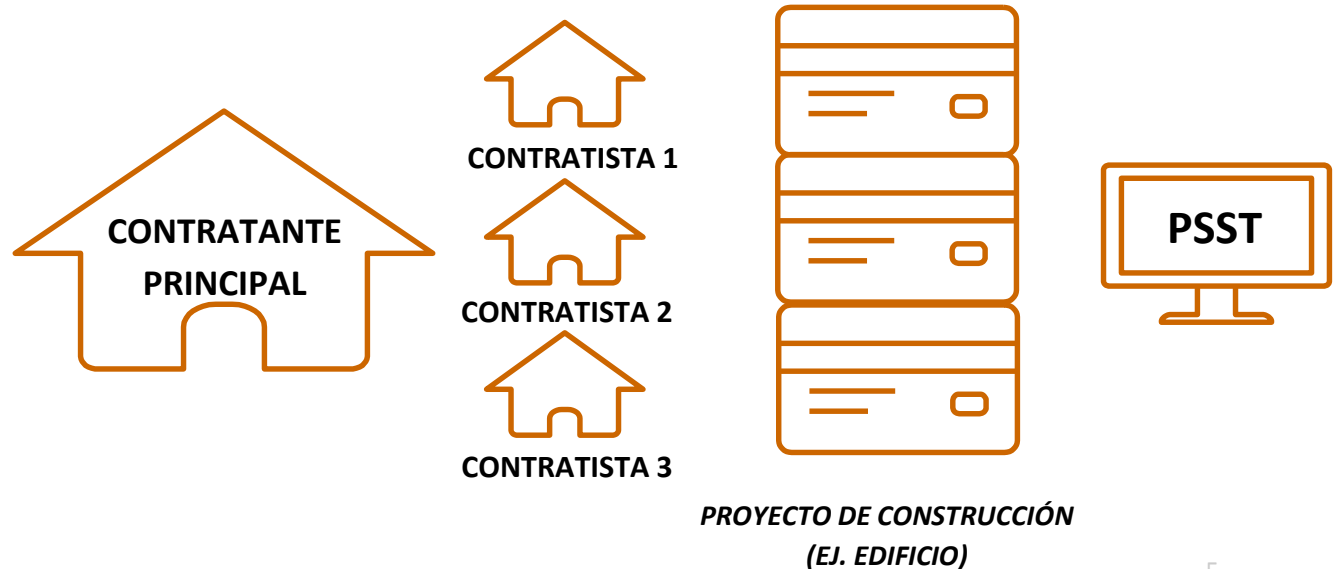 CONTRATANTE
PRINCIPAL
CONTRATISTA 1
CONTRATISTA 2
CONTRATISTA 3
PSST
PROYECTO DE CONSTRUCCIÓN
(EJ. EDIFICIO)